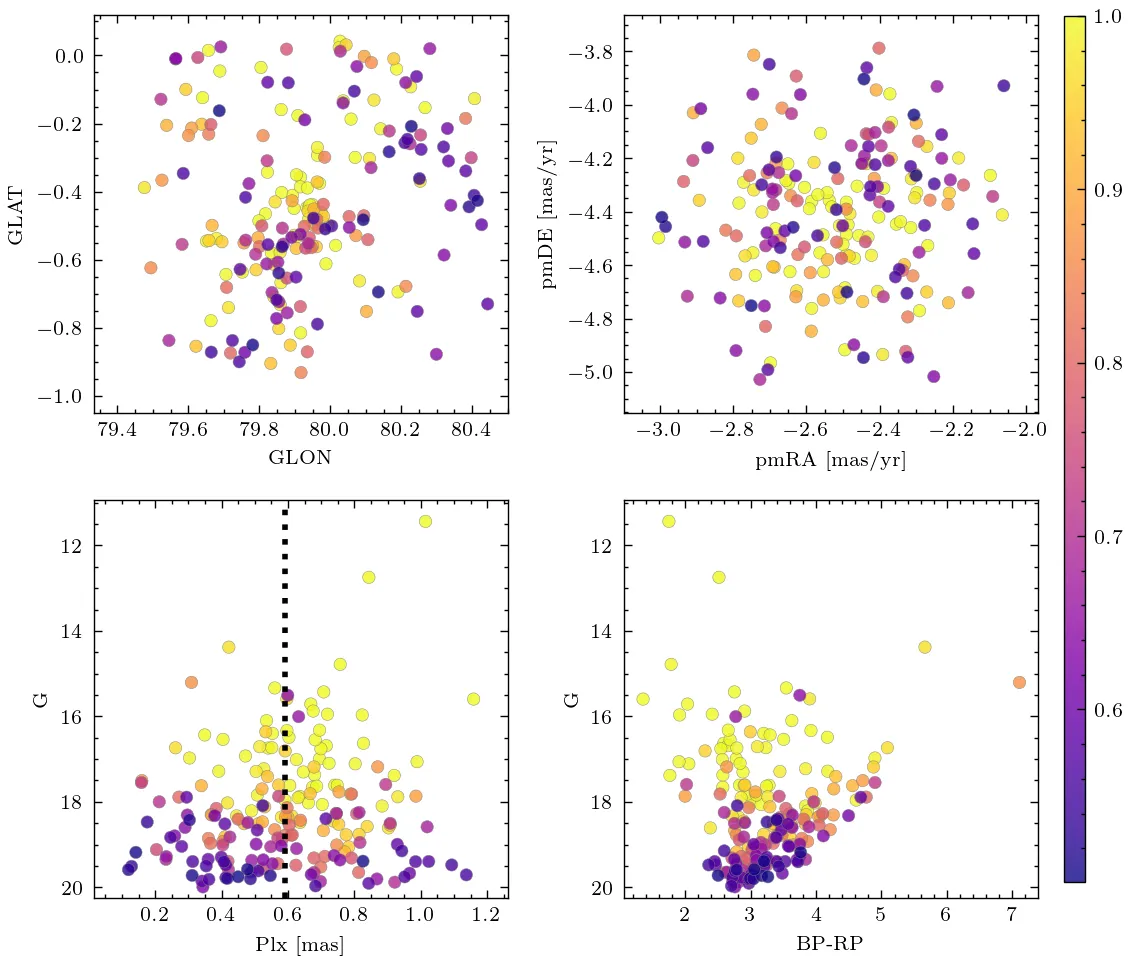 0.0
−0.2
−0.4
−0.6
−0.8
−1.0
GLAT
79.4 79.6 79.8 80.0 80.2 80.4
GLON
−3.8
−4.0
−4.2
−4.4
−4.6
−4.8
−5.0
pmDE [mas/yr]
−3.0 −2.8 −2.6 −2.4 −2.2 −2.0
pmRA [mas/yr]
12
14
16
18
20
G
0.2 0.4 0.6 0.8 1.0 1.2
Plx [mas]
12
14
16
18
20
G
2 3 4 5 6 7
BP-RP
1.0
0.9
0.8
0.7
0.6